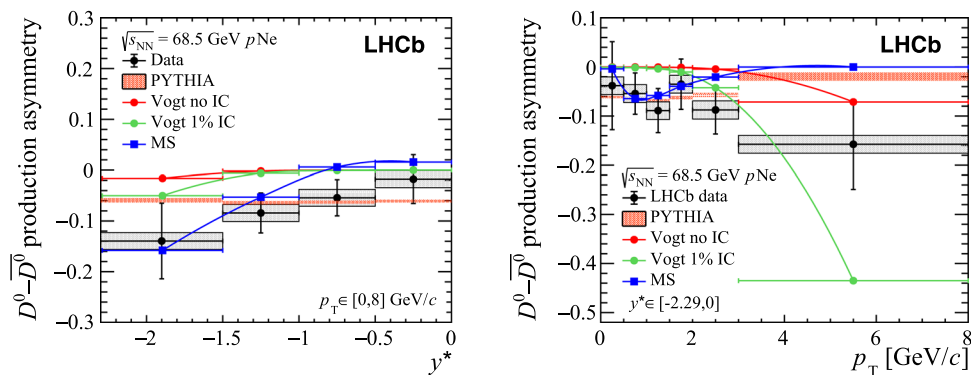 √s_NN = 68.5 GeV pNe
LHCb
Data
PYTHIA
Vogt no IC
Vogt 1% IC
MS
p_T ∈ [0,8] GeV/c
D⁰–D̅⁰ production asymmetry
0.3
0.2
0.1
0
−0.1
−0.2
−0.3
−2
−1.5
−1
−0.5
0
y*
LHCb
√s_NN = 68.5 GeV pNe
LHCb data
PYTHIA
Vogt no IC
Vogt 1% IC
MS
y*∈ [-2.29,0]
D⁰–D̅⁰ production asymmetry
0.1
0
−0.1
−0.2
−0.3
−0.4
−0.5
0
2
4
6
8
p_T [GeV/c]